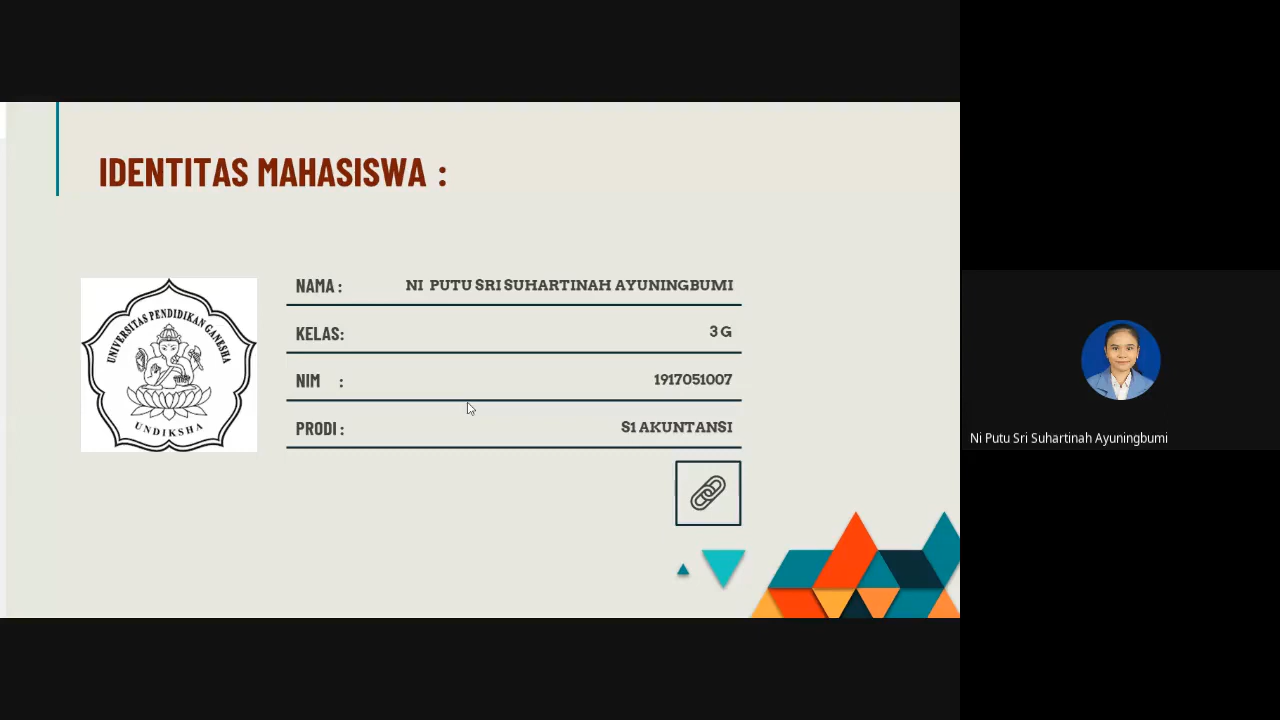 IDENTITAS MAHASISWA :
NAMA : NI PUTU SRI SUHARTINAH AYUNINGBUMI
KELAS: 3 G
NIM : 1917051007
PRODI : S1 AKUNTANSI
UNIVERSITAS PENDIDIKAN GANESHA
UNDIKSHA
Ni Putu Sri Suhartinah Ayuningbumi